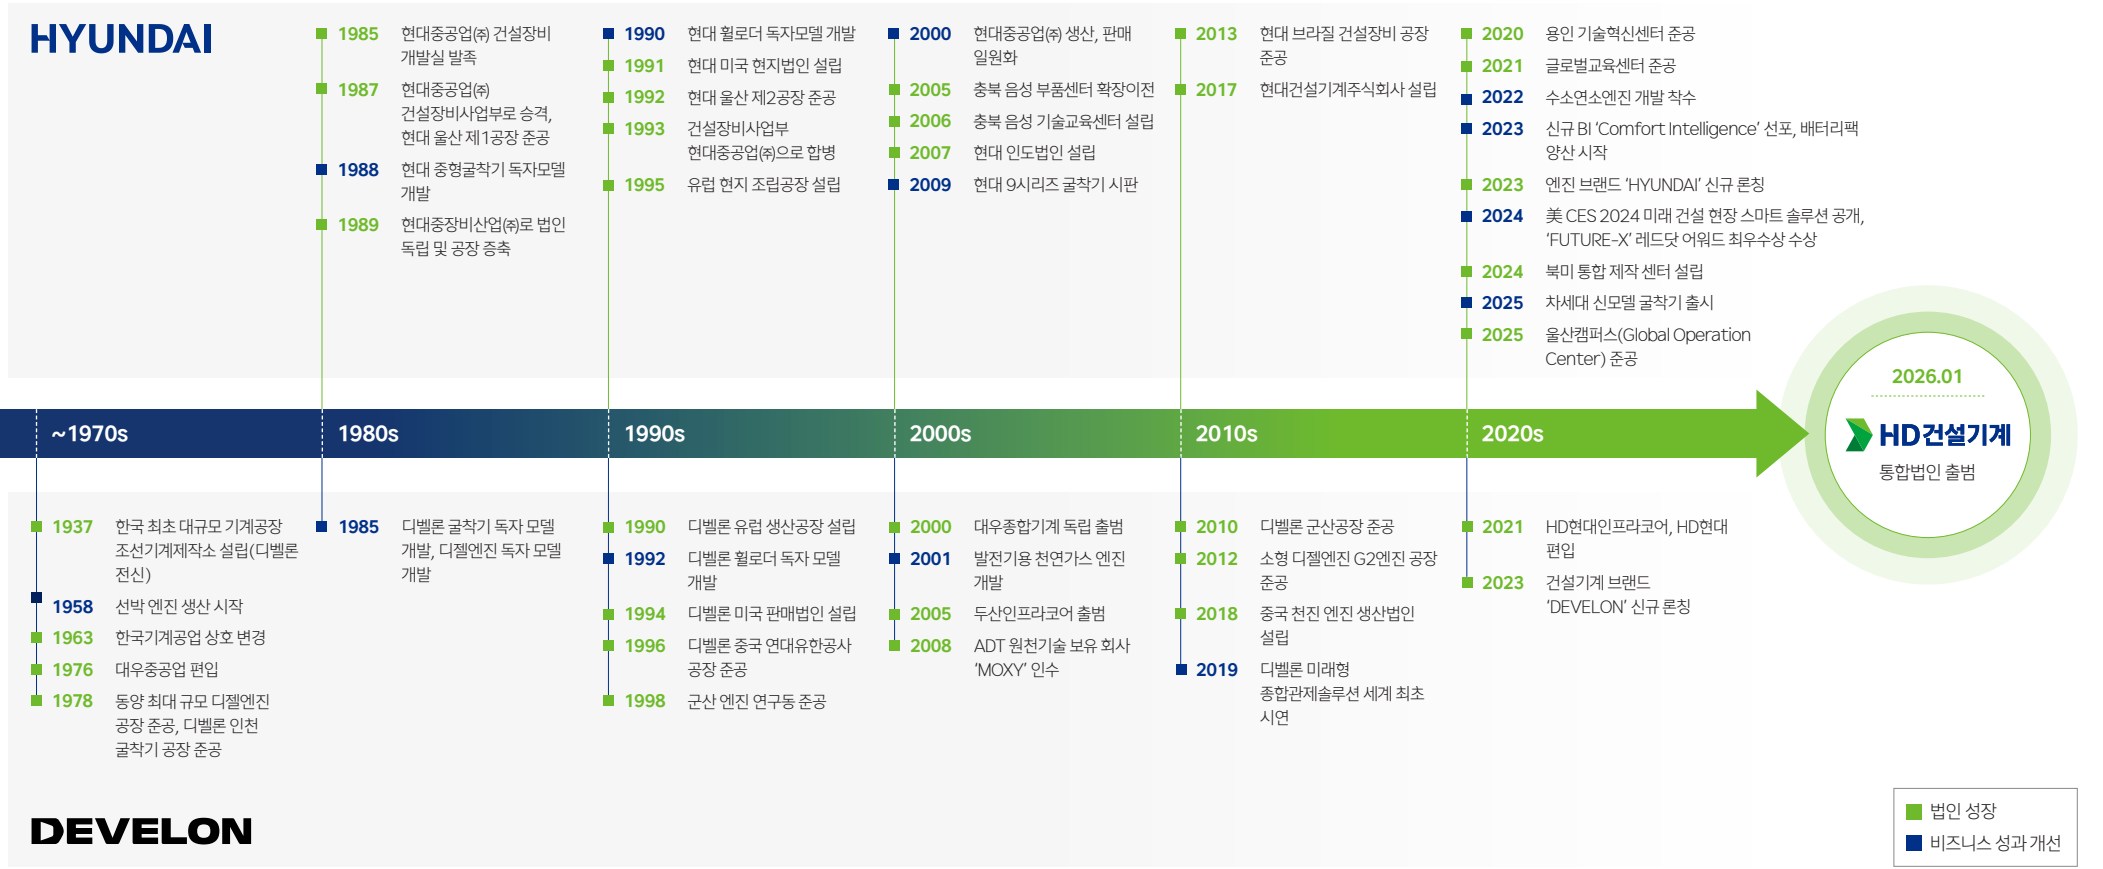 HYUNDAI
1985 현대중공업㈜ 건설장비
개발실 발족
1987 현대중공업㈜
건설장비사업부로 승격,
현대 울산 제1공장 준공
1988 현대 중형굴착기 독자모델
개발
1989 현대중장비산업㈜로 법인
독립 및 공장 증축
1990 현대 휠로더 독자모델 개발
1991 현대 미국 현지법인 설립
1992 현대 울산 제2공장 준공
1993 건설장비사업부
현대중공업㈜으로 합병
1995 유럽 현지 조립공장 설립
2000 현대중공업㈜ 생산, 판매
일원화
2005 충북 음성 부품센터 확장이전
2006 충북 음성 기술교육센터 설립
2007 현대 인도법인 설립
2009 현대 9시리즈 굴착기 시판
2013 현대 브라질 건설장비 공장
준공
2017 현대건설기계주식회사 설립
2020 용인 기술혁신센터 준공
2021 글로벌교육센터 준공
2022 수소연소엔진 개발 착수
2023 신규 BI ‘Comfort Intelligence’ 선포, 배터리팩
양산 시작
2023 엔진 브랜드 ‘HYUNDAI’ 신규 론칭
2024 美 CES 2024 미래 건설 현장 스마트 솔루션 공개,
‘FUTURE-X’ 레드닷 어워드 최우수상 수상
2024 북미 통합 제작 센터 설립
2025 차세대 신모델 굴착기 출시
2025 울산캠퍼스(Global Operation
Center) 준공
~1970s
1980s
1990s
2000s
2010s
2020s
2026.01
HD건설기계
통합법인 출범
1937 한국 최초 대규모 기계공장
조선기계제작소 설립(디벨론
전신)
1958 선박 엔진 생산 시작
1963 한국기계공업 상호 변경
1976 대우중공업 편입
1978 동양 최대 규모 디젤엔진
공장 준공, 디벨론 인천
굴착기 공장 준공
1985 디벨론 굴착기 독자 모델
개발, 디젤엔진 독자 모델
개발
1990 디벨론 유럽 생산공장 설립
1992 디벨론 휠로더 독자 모델
개발
1994 디벨론 미국 판매법인 설립
1996 디벨론 중국 연대유한공사
공장 준공
1998 군산 엔진 연구동 준공
2000 대우종합기계 독립 출범
2001 발전기용 천연가스 엔진
개발
2005 두산인프라코어 출범
2008 ADT 원천기술 보유 회사
‘MOXY’ 인수
2010 디벨론 군산공장 준공
2012 소형 디젤엔진 G2엔진 공장
준공
2018 중국 천진 엔진 생산법인
설립
2019 디벨론 미래형
종합관제솔루션 세계 최초
시연
2021 HD현대인프라코어, HD현대
편입
2023 건설기계 브랜드
‘DEVELON’ 신규 론칭
DEVELON
법인 성장
비즈니스 성과 개선